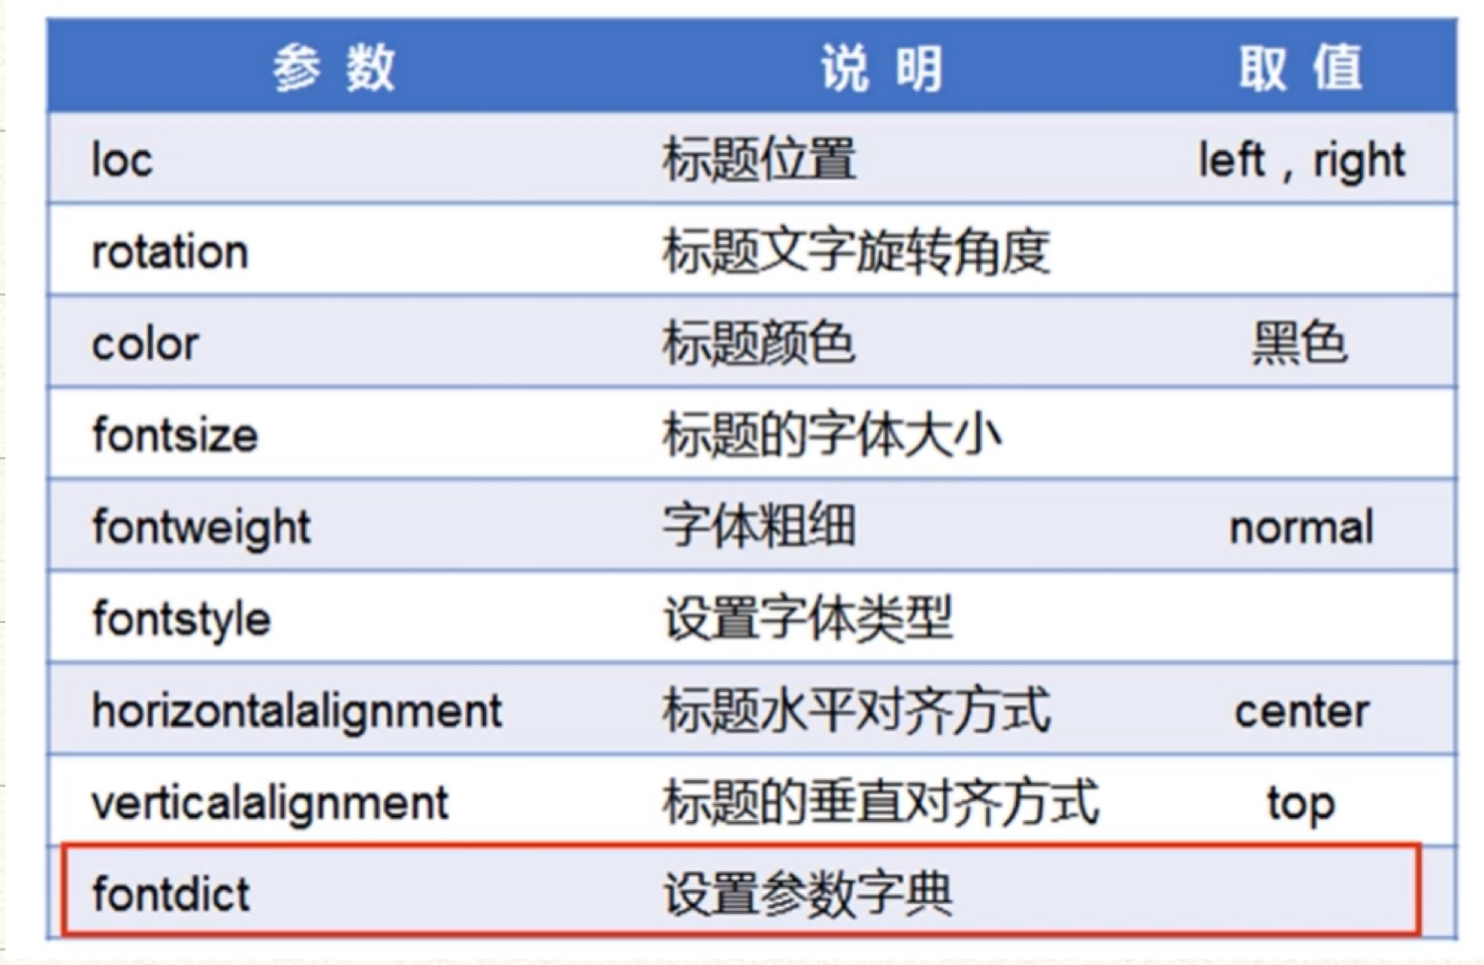 参 数 说 明 取 值
loc 标题位置 left , right
rotation 标题文字旋转角度
color 标题颜色 黑色
fontsize 标题的字体大小
fontweight 字体粗细 normal
fontstyle 设置字体类型
horizontalalignment 标题水平对齐方式 center
verticalalignment 标题的垂直对齐方式 top
fontdict 设置参数字典